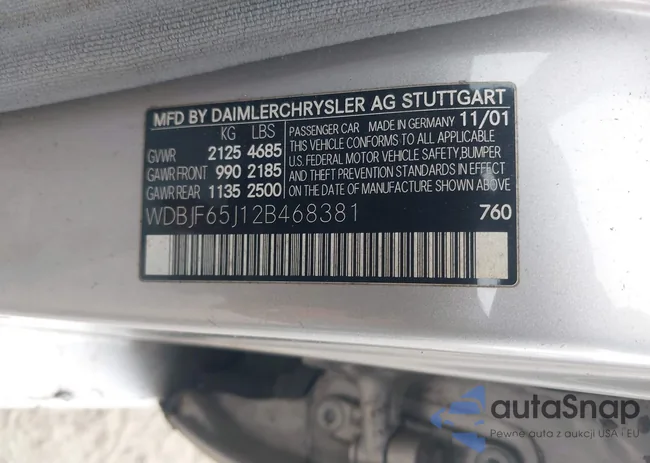 MFD BY DAIMLERCHRYSLER AG STUTTGART
KG LBS
GVWR 2125 4685
GAWR FRONT 990 2185
GAWR REAR 1135 2500
PASSENGER CAR MADE IN GERMANY 11/01
THIS VEHICLE CONFORMS TO ALL APPLICABLE
U.S. FEDERAL MOTOR VEHICLE SAFETY,BUMPER
AND THEFT PREVENTION STANDARDS IN
EFFECT ON THE DATE OF
MANUFACTURE SHOWN ABOVE
WDBJF65J12B468381 760
autaSnap
Pewne auta z aukcji USA i EU